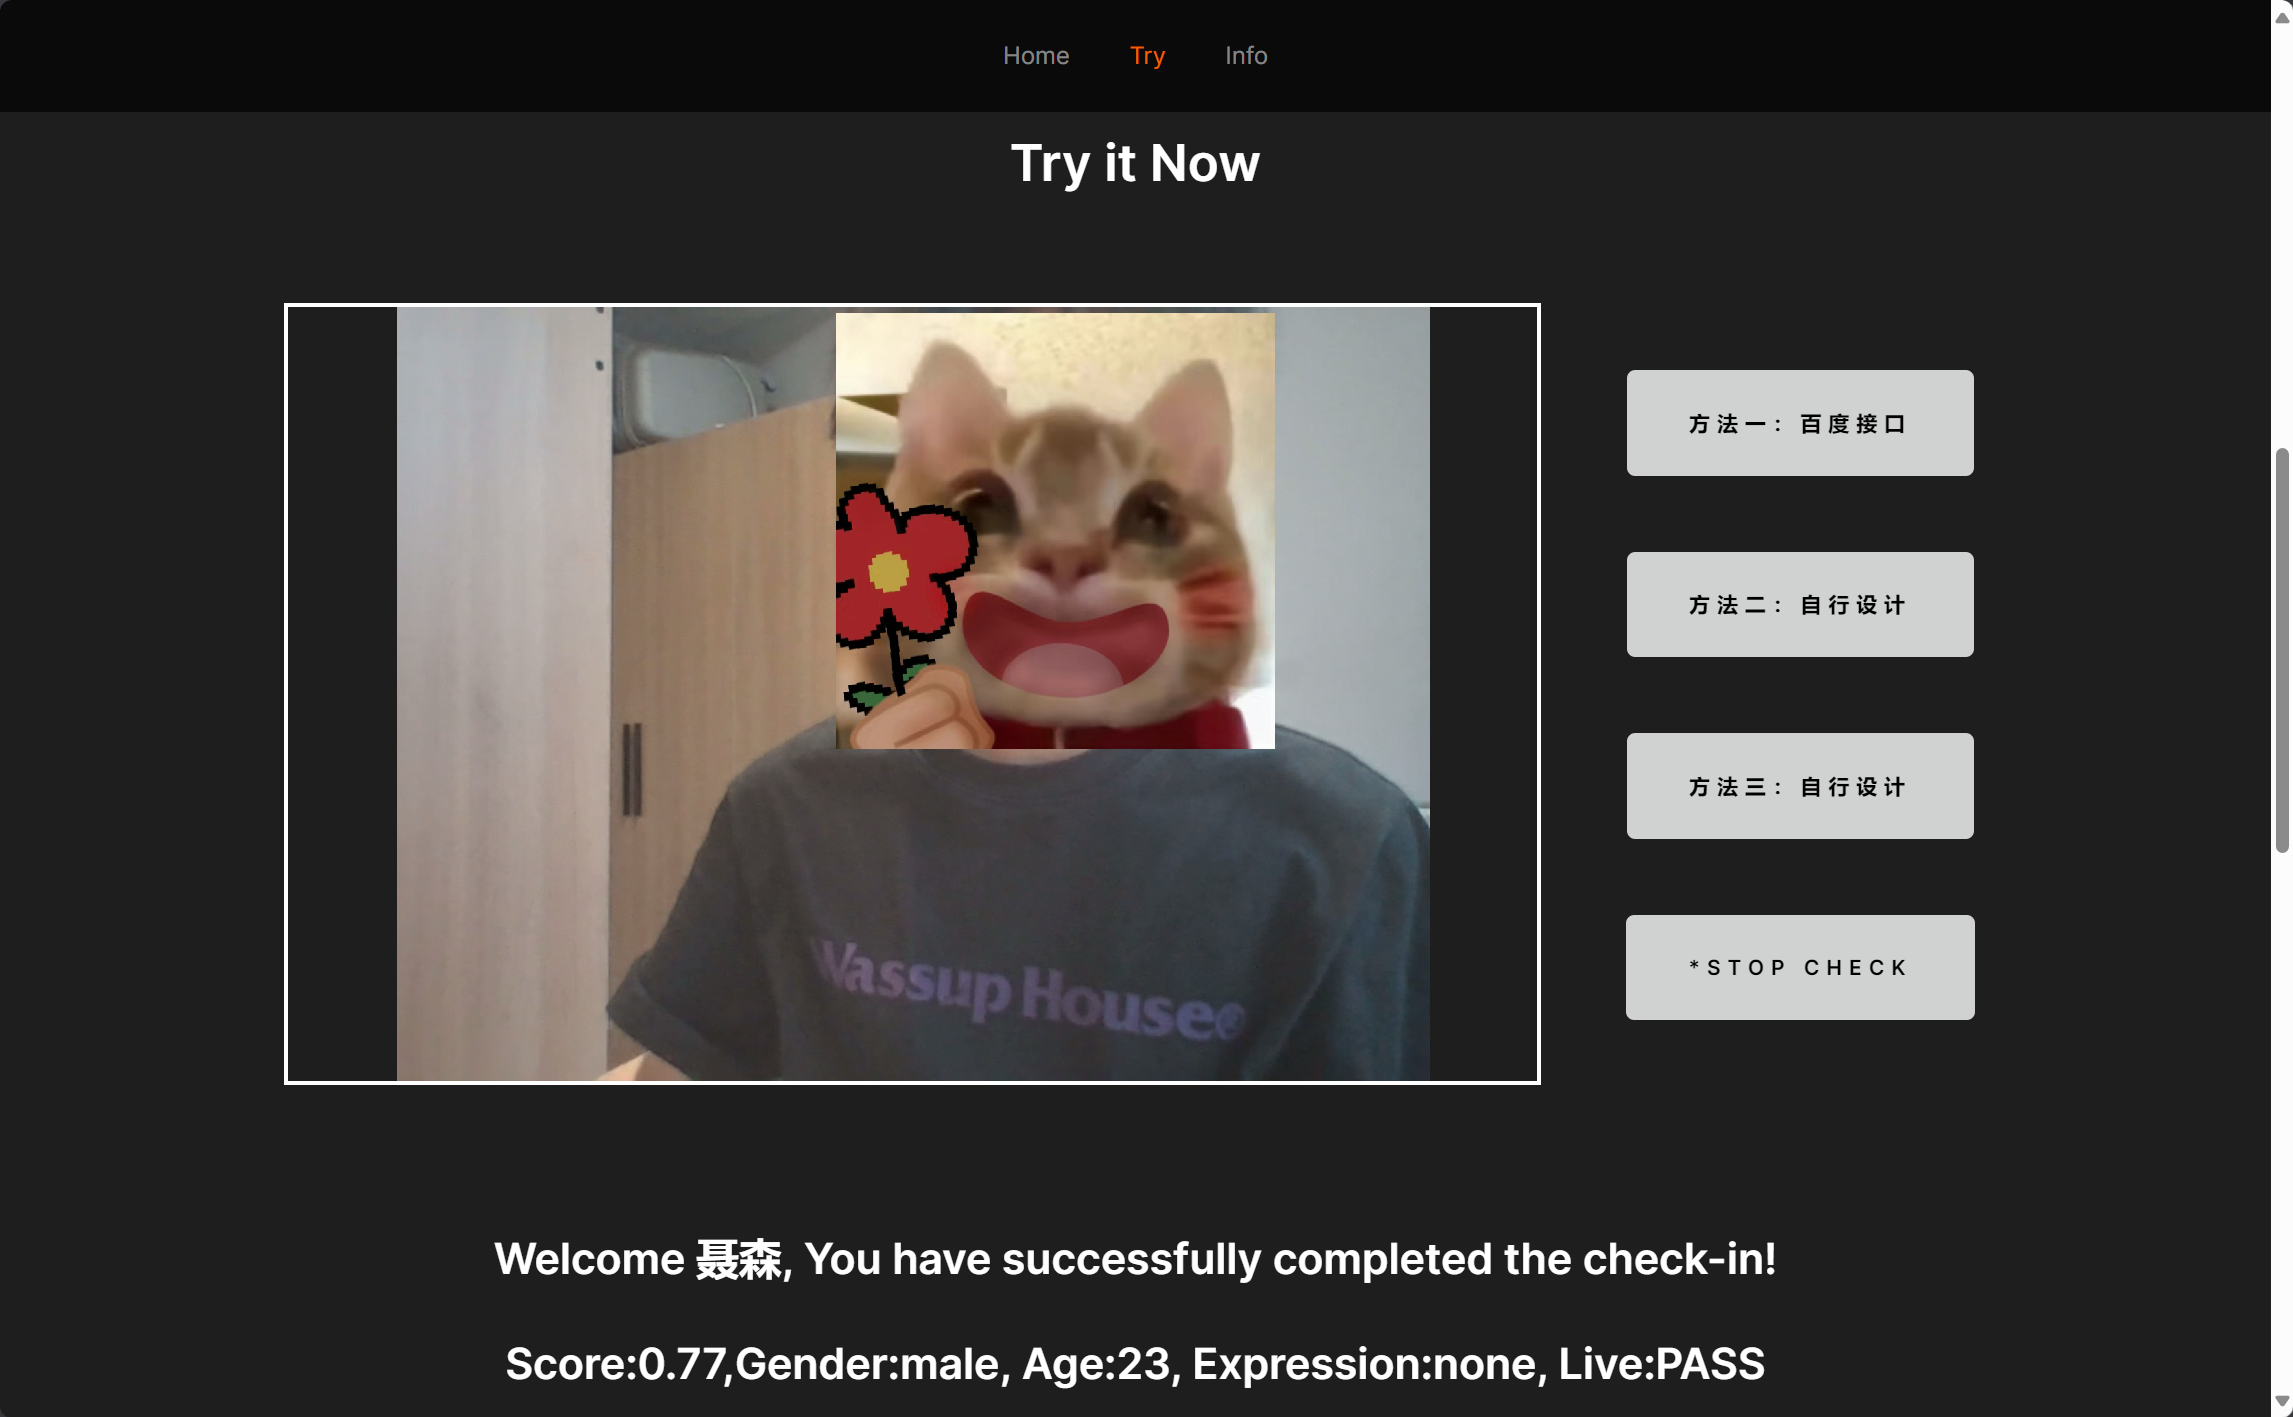 Home Try Info
Try it Now
方法一：百度接口
方法二：自行设计
方法三：自行设计
*STOP CHECK
Wassup House®
Welcome 聂森, You have successfully completed the check-in!
Score:0.77,Gender:male, Age:23, Expression:none, Live:PASS